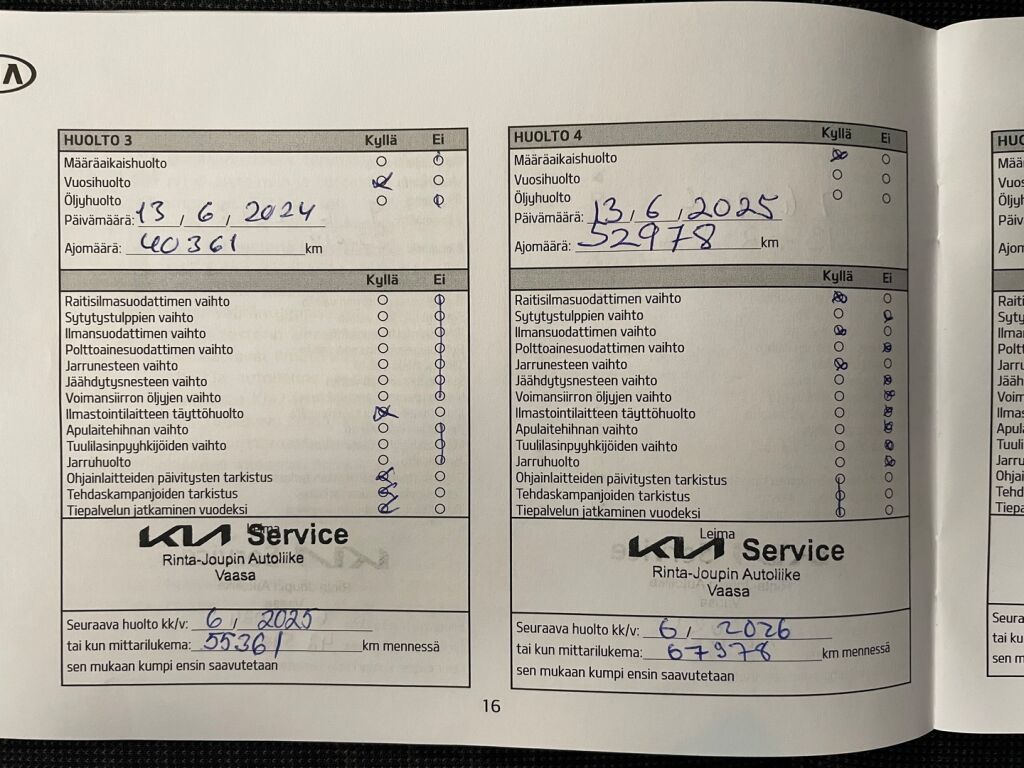 HUOLTO 3 Kyllä Ei
Määräaikaishuolto
Vuosihuolto
Öljyhuolto
Päivämäärä: 13, 6, 2024
Ajomäärä: 40361 km
Kyllä Ei
Raitisilmasuodattimen vaihto
Sytytystulppien vaihto
Ilmansuodattimen vaihto
Polttoainesuodattimen vaihto
Jarrunesteen vaihto
Jäähdytysnesteen vaihto
Voimansiirron öljyjen vaihto
Ilmastointilaitteen täyttöhuolto
Apulaitehihnan vaihto
Tuulilasinpyyhkijöiden vaihto
Jarruhuolto
Ohjainlaitteiden päivitysten tarkistus
Tehdaskampanjoiden tarkistus
Tiepalvelun jatkaminen vuodeksi
Leima
KIA Service
Rinta-Joupin Autoliike
Vaasa
Seuraava huolto kk/v: 6, 2025
tai kun mittarilukema: 55361 km mennessä
sen mukaan kumpi ensin saavutetaan
HUOLTO 4 Kyllä Ei
Määräaikaishuolto
Vuosihuolto
Öljyhuolto
Päivämäärä: 13, 6, 2025
Ajomäärä: 52978 km
Kyllä Ei
Raitisilmasuodattimen vaihto
Sytytystulppien vaihto
Ilmansuodattimen vaihto
Polttoainesuodattimen vaihto
Jarrunesteen vaihto
Jäähdytysnesteen vaihto
Voimansiirron öljyjen vaihto
Ilmastointilaitteen täyttöhuolto
Apulaitehihnan vaihto
Tuulilasinpyyhkijöiden vaihto
Jarruhuolto
Ohjainlaitteiden päivitysten tarkistus
Tehdaskampanjoiden tarkistus
Tiepalvelun jatkaminen vuodeksi
Leima
KIA Service
Rinta-Joupin Autoliike
Vaasa
Seuraava huolto kk/v: 6, 2026
tai kun mittarilukema: 67978 km mennessä
sen mukaan kumpi ensin saavutetaan
16